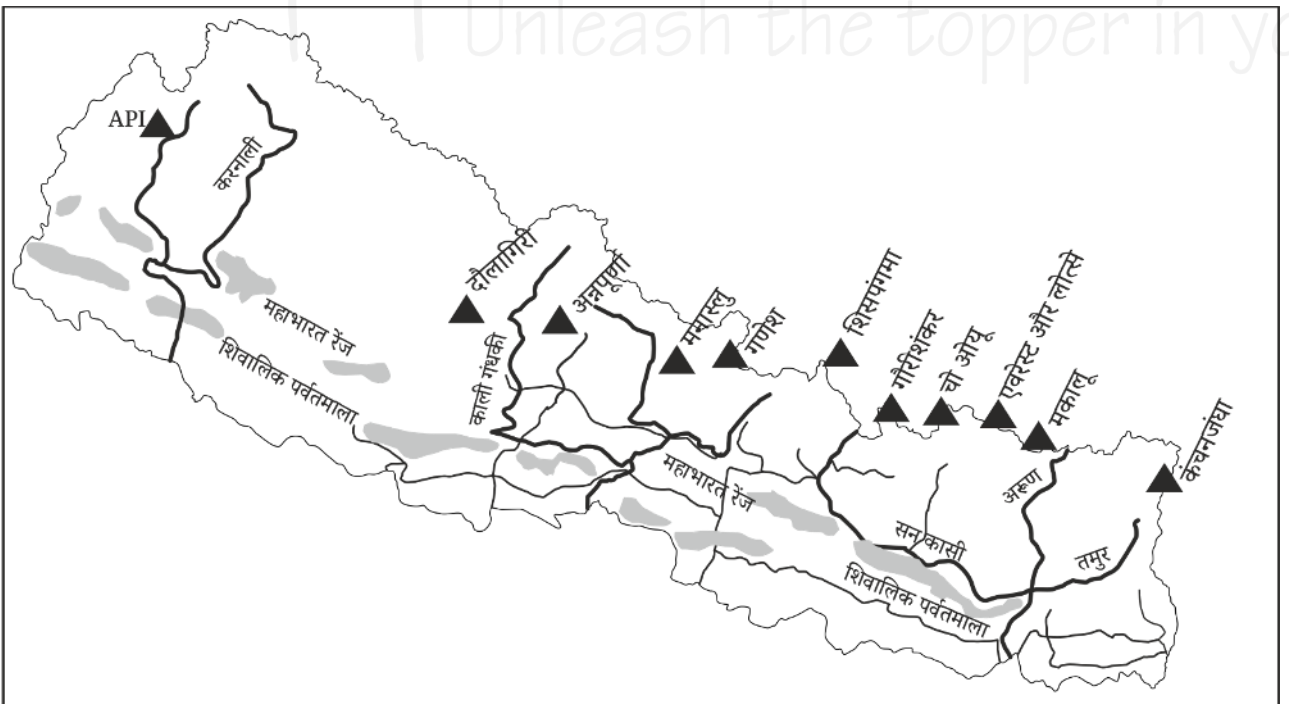 Unleash the topper in yo
API
करनाली
दौलागिरी
अन्नपूर्णा
काली गंधकी
मनास्लु
गणेश
शिसपंगमा
गौरीशंकर
चो ओयू
एवरेस्ट और लोत्से
मकालू
कंचनजंघा
महाभारत रेंज
शिवालिक पर्वतमाला
महाभारत रेंज
अरूण
सन कासी
तमुर
शिवालिक पर्वतमाला